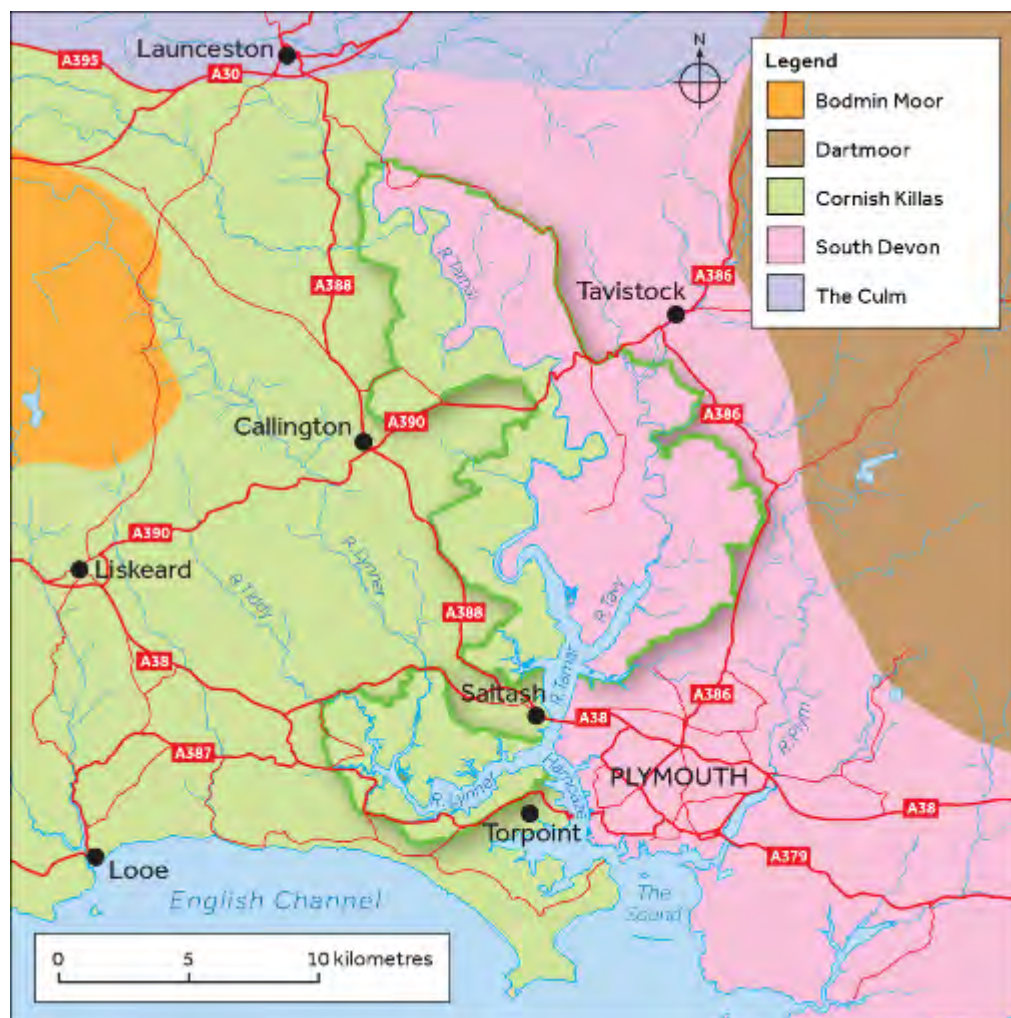 Launceston
A395
A30
N
Legend
Bodmin Moor
Dartmoor
Cornish Killas
South Devon
The Culm
R. Tamar
A388
A386
Tavistock
A386
A390
Callington
A390
R. Lynher
Liskeard
R. Tiddy
R. Tavy
A388
A38
R. Tamar
A386
Saltash
A38
R. Plym
A387
Hamoaze
PLYMOUTH
R. Lynher
A38
Torpoint
A379
Looe
English Channel
The
Sound
0 5 10 kilometres